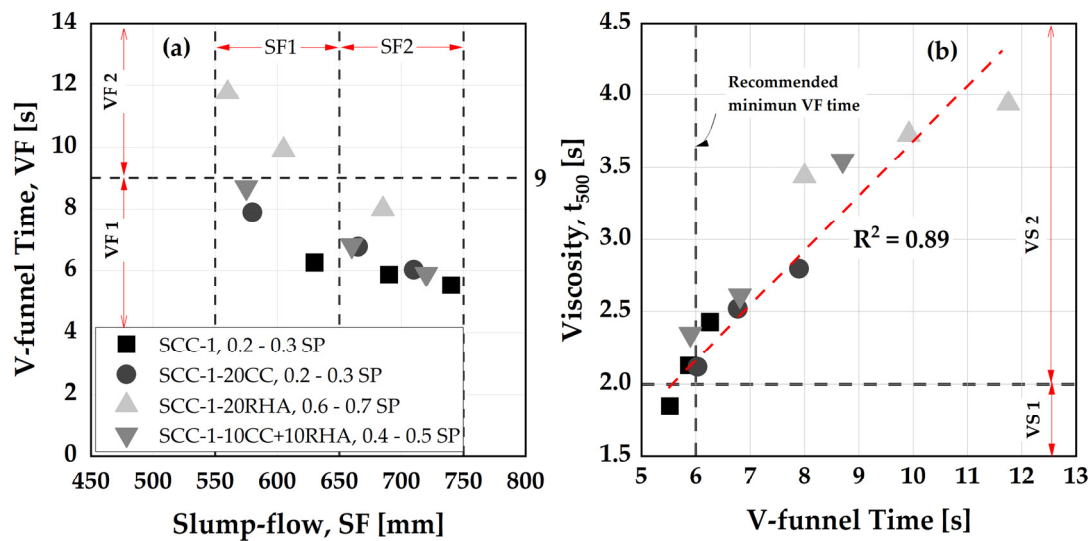 (a)
SF1
SF2
VF 2
VF 1
9
14
12
10
8
6
4
2
0
V-funnel Time, VF [s]
SCC-1, 0.2 - 0.3 SP
SCC-1-20CC, 0.2 - 0.3 SP
SCC-1-20RHA, 0.6 - 0.7 SP
SCC-1-10CC+10RHA, 0.4 - 0.5 SP
450 500 550 600 650 700 750 800
Slump-flow, SF [mm]
(b)
Recommended
minimun VF time
R² = 0.89
VS 2
VS 1
4.5
4.0
3.5
3.0
2.5
2.0
1.5
Viscosity, t500 [s]
5 6 7 8 9 10 11 12 13
V-funnel Time [s]